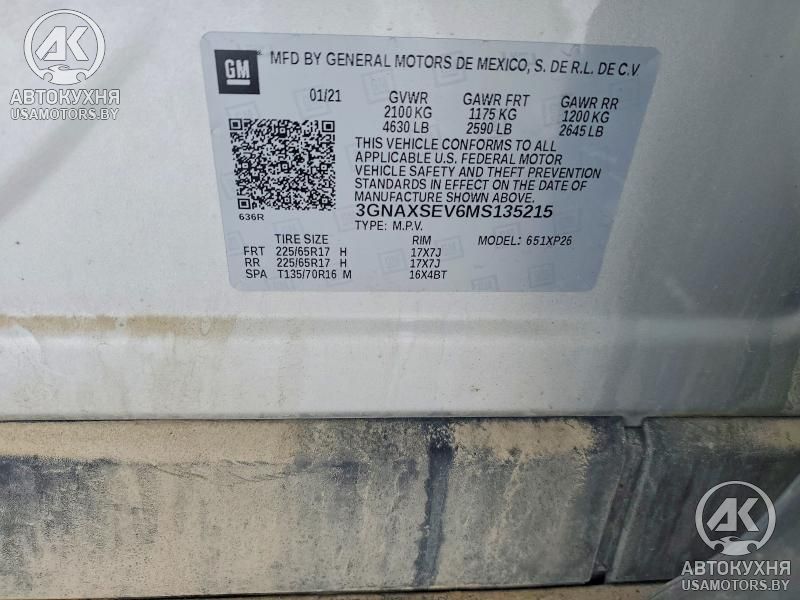 AK
АВТОКУХНЯ
USAMOTORS.BY
GM
MFD BY GENERAL MOTORS DE MEXICO, S. DE R.L. DE C.V
01/21 GVWR GAWR FRT GAWR RR
2100 KG 1175 KG 1200 KG
4630 LB 2590 LB 2645 LB
THIS VEHICLE CONFORMS TO ALL
APPLICABLE U.S. FEDERAL MOTOR
VEHICLE SAFETY AND THEFT PREVENTION
STANDARDS IN EFFECT ON THE DATE OF
MANUFACTURE SHOWN ABOVE.
636R
3GNAXSEV6MS135215
TYPE: M.P.V.
TIRE SIZE RIM MODEL: 651XP26
FRT 225/65R17 H 17X7J
RR 225/65R17 H 17X7J
SPA T135/70R16 M 16X4BT
AK
АВТОКУХНЯ
USAMOTORS.BY